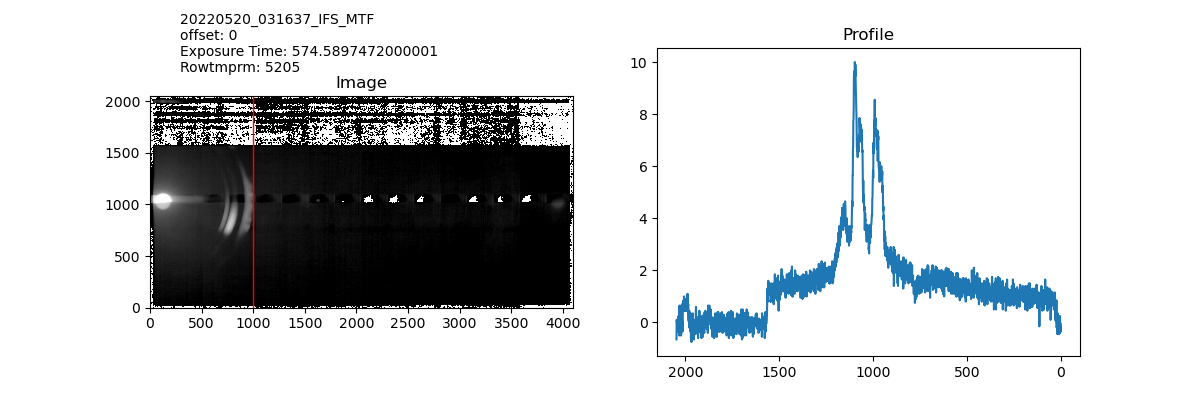 20220520_031637_IFS_MTF
offset: 0
Exposure Time: 574.5897472000001
Rowtmprm: 5205
Image
2000
1500
1000
500
0
0 500 1000 1500 2000 2500 3000 3500 4000
Profile
10
8
6
4
2
0
2000 1500 1000 500 0